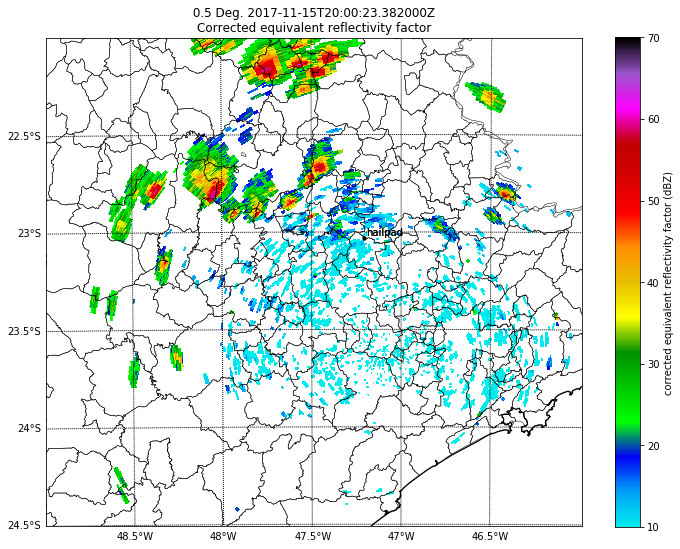 0.5 Deg. 2017-11-15T20:00:23.382000Z
Corrected equivalent reflectivity factor
22.5°S
23°S
23.5°S
24°S
24.5°S
48.5°W
48°W
47.5°W
47°W
46.5°W
hailpad
70
60
50
40
30
20
10
corrected equivalent reflectivity factor (dBZ)